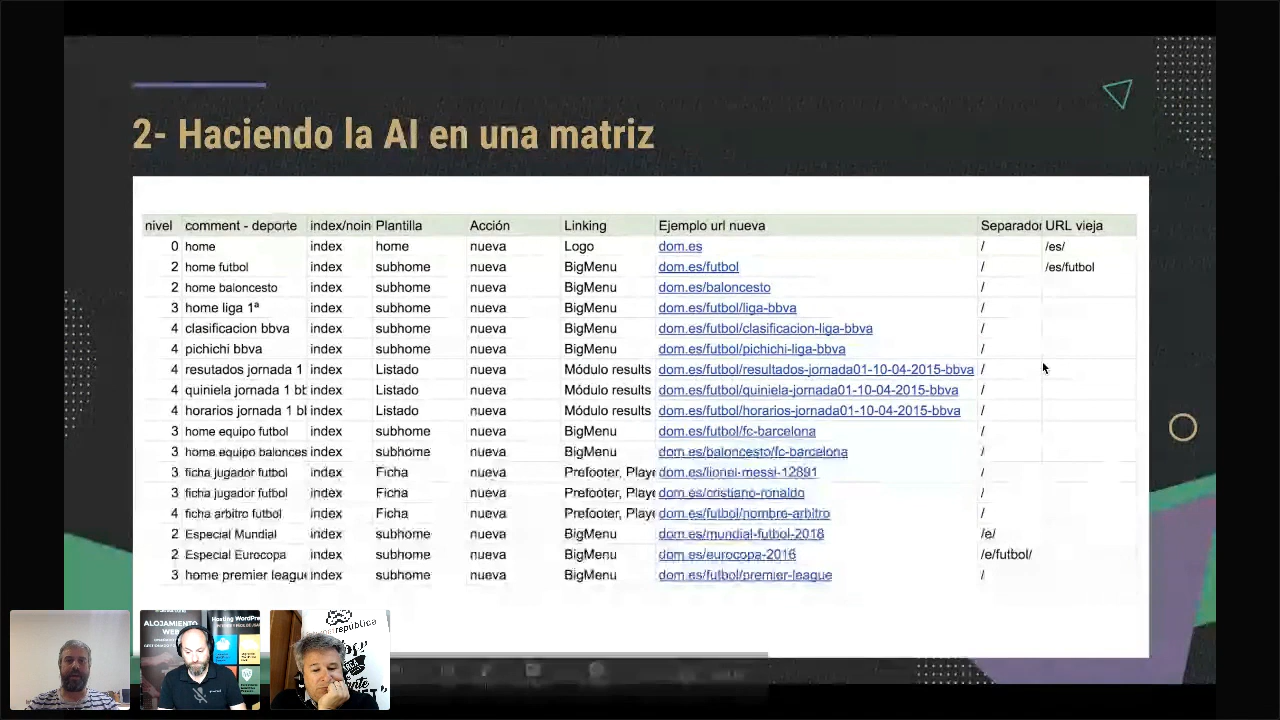 2- Haciendo la AI en una matriz
nivel comment - deporte index/noin Plantilla Acción Linking Ejemplo url nueva Separador URL vieja
0 home index home nueva Logo dom.es / /es/
2 home futbol index subhome nueva BigMenu dom.es/futbol / /es/futbol
2 home baloncesto index subhome nueva BigMenu dom.es/baloncesto /
3 home liga 1ª index subhome nueva BigMenu dom.es/futbol/liga-bbva /
4 clasificacion bbva index subhome nueva BigMenu dom.es/futbol/clasificacion-liga-bbva /
4 pichichi bbva index subhome nueva BigMenu dom.es/futbol/pichichi-liga-bbva /
4 resutados jornada 1 index Listado nueva Módulo results dom.es/futbol/resultados-jornada01-10-04-2015-bbva /
4 quiniela jornada 1 bl index Listado nueva Módulo results dom.es/futbol/quiniela-jornada01-10-04-2015-bbva /
4 horarios jornada 1 bl index Listado nueva Módulo results dom.es/futbol/horarios-jornada01-10-04-2015-bbva /
3 home equipo futbol index subhome nueva BigMenu dom.es/futbol/fc-barcelona /
3 home equipo balonces index subhome nueva BigMenu dom.es/baloncesto/fc-barcelona /
3 ficha jugador futbol index Ficha nueva Prefooter, Playe dom.es/lionel-messi-12891 /
3 ficha jugador futbol index Ficha nueva Prefooter, Playe dom.es/cristiano-ronaldo /
4 ficha arbitro futbol index Ficha nueva Prefooter, Playe dom.es/futbol/nombre-arbitro /
2 Especial Mundial index subhome nueva BigMenu dom.es/mundial-futbol-2018 /e/
2 Especial Eurocopa index subhome nueva BigMenu dom.es/eurocopa-2016 /e/futbol/
3 home premier league index subhome nueva BigMenu dom.es/futbol/premier-league /
ALOJAMIENTO
WEB
Hosting WordPr
republica